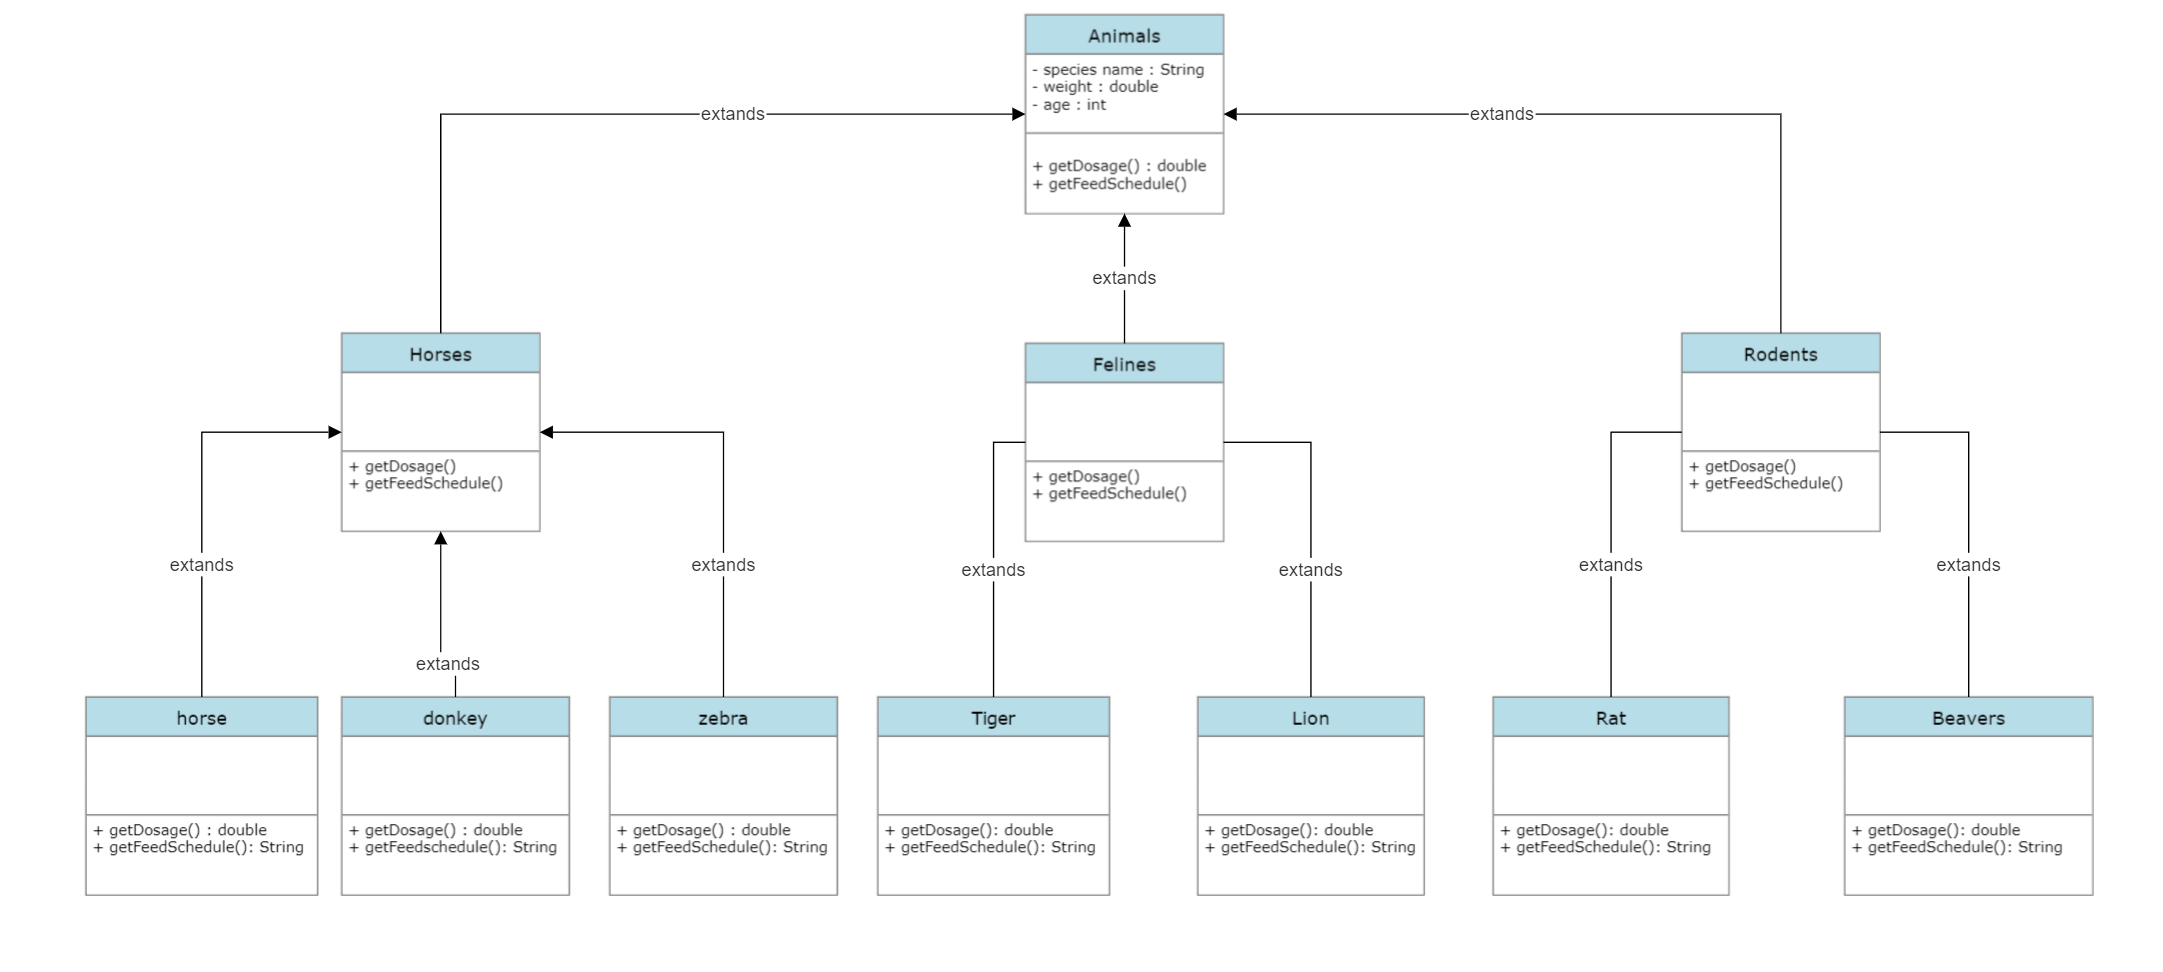 Animals
- species name : String
- weight : double
- age : int
+ getDosage() : double
+ getFeedSchedule()
extands
extands
extands
Horses
+ getDosage()
+ getFeedSchedule()
Felines
+ getDosage()
+ getFeedSchedule()
Rodents
+ getDosage()
+ getFeedSchedule()
extands
extands
extands
extands
extands
extands
extands
horse
+ getDosage() : double
+ getFeedSchedule(): String
donkey
+ getDosage() : double
+ getFeedschedule(): String
zebra
+ getDosage() : double
+ getFeedSchedule(): String
Tiger
+ getDosage(): double
+ getFeedSchedule(): String
Lion
+ getDosage(): double
+ getFeedSchedule(): String
Rat
+ getDosage(): double
+ getFeedSchedule(): String
Beavers
+ getDosage(): double
+ getFeedSchedule(): String